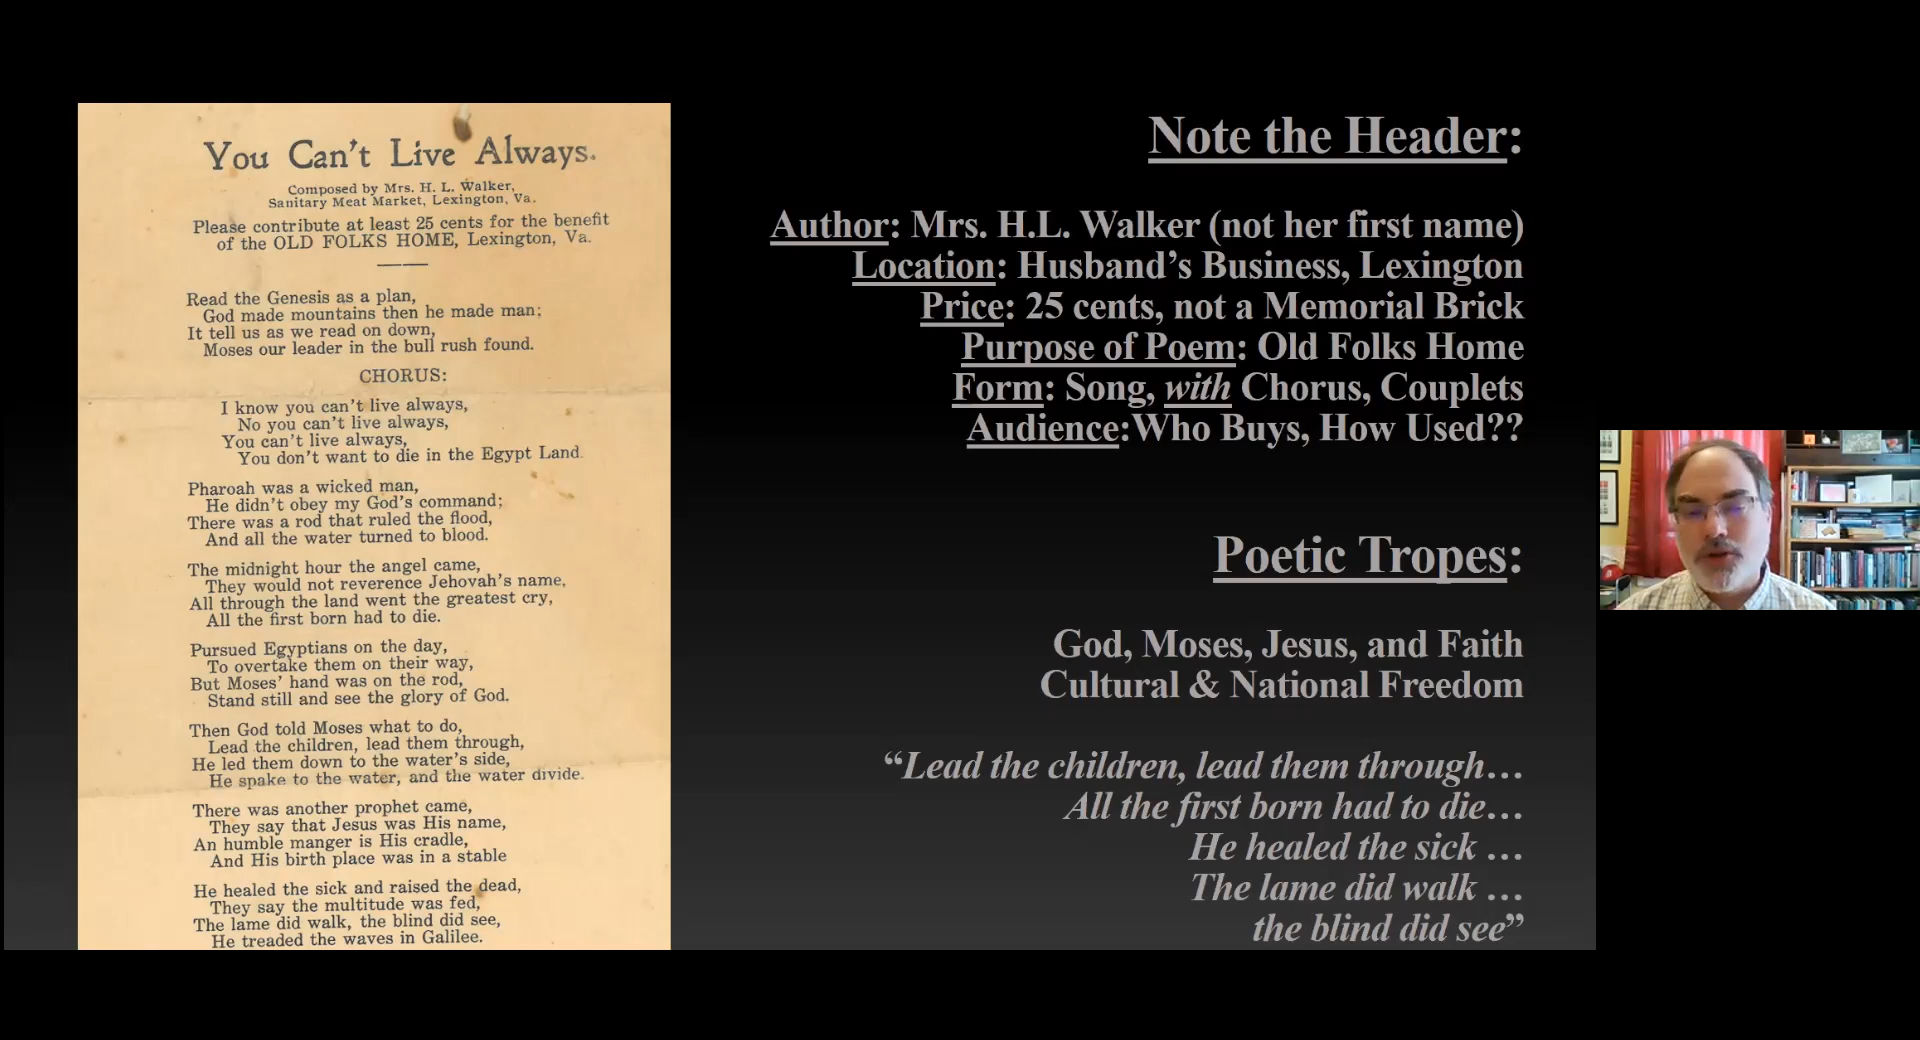 You Can't Live Always.
Composed by Mrs. H. L. Walker,
Sanitary Meat Market, Lexington, Va.
Please contribute at least 25 cents for the benefit
of the OLD FOLKS HOME, Lexington, Va.
Read the Genesis as a plan,
God made mountains then he made man;
It tell us as we read on down,
Moses our leader in the bull rush found.
CHORUS:
I know you can't live always,
No you can't live always,
You can't live always,
You don't want to die in the Egypt Land.
Pharoah was a wicked man,
He didn't obey my God's command;
There was a rod that ruled the flood,
And all the water turned to blood.
The midnight hour the angel came,
They would not reverence Jehovah's name,
All through the land went the greatest cry,
All the first born had to die.
Pursued Egyptians on the day,
To overtake them on their way,
But Moses' hand was on the rod,
Stand still and see the glory of God.
Then God told Moses what to do,
Lead the children, lead them through,
He led them down to the water's side,
He spake to the water, and the water divide.
There was another prophet came,
They say that Jesus was His name,
An humble manger is His cradle,
And His birth place was in a stable
He healed the sick and raised the dead,
They say the multitude was fed,
The lame did walk, the blind did see,
He treaded the waves in Galilee.
Note the Header:
Author: Mrs. H.L. Walker (not her first name)
Location: Husband's Business, Lexington
Price: 25 cents, not a Memorial Brick
Purpose of Poem: Old Folks Home
Form: Song, with Chorus, Couplets
Audience:Who Buys, How Used??
Poetic Tropes:
God, Moses, Jesus, and Faith
Cultural & National Freedom
“Lead the children, lead them through…
All the first born had to die…
He healed the sick …
The lame did walk …
the blind did see”